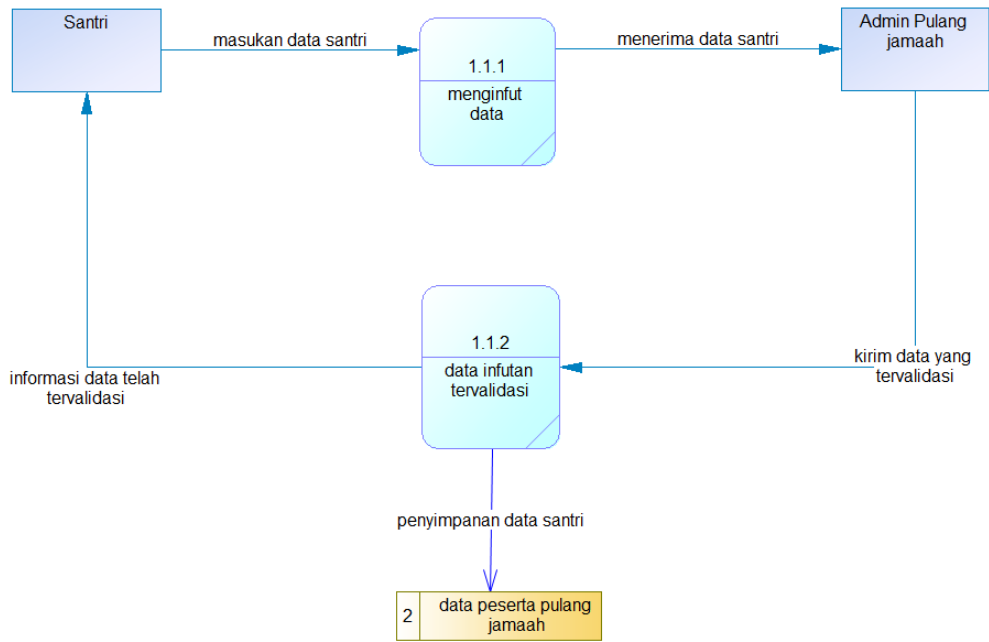 Santri
masukan data santri
1.1.1
menginfut
data
menerima data santri
Admin Pulang
jamaah
informasi data telah
tervalidasi
1.1.2
data infutan
tervalidasi
kirim data yang
tervalidasi
penyimpanan data santri
2
data peserta pulang
jamaah